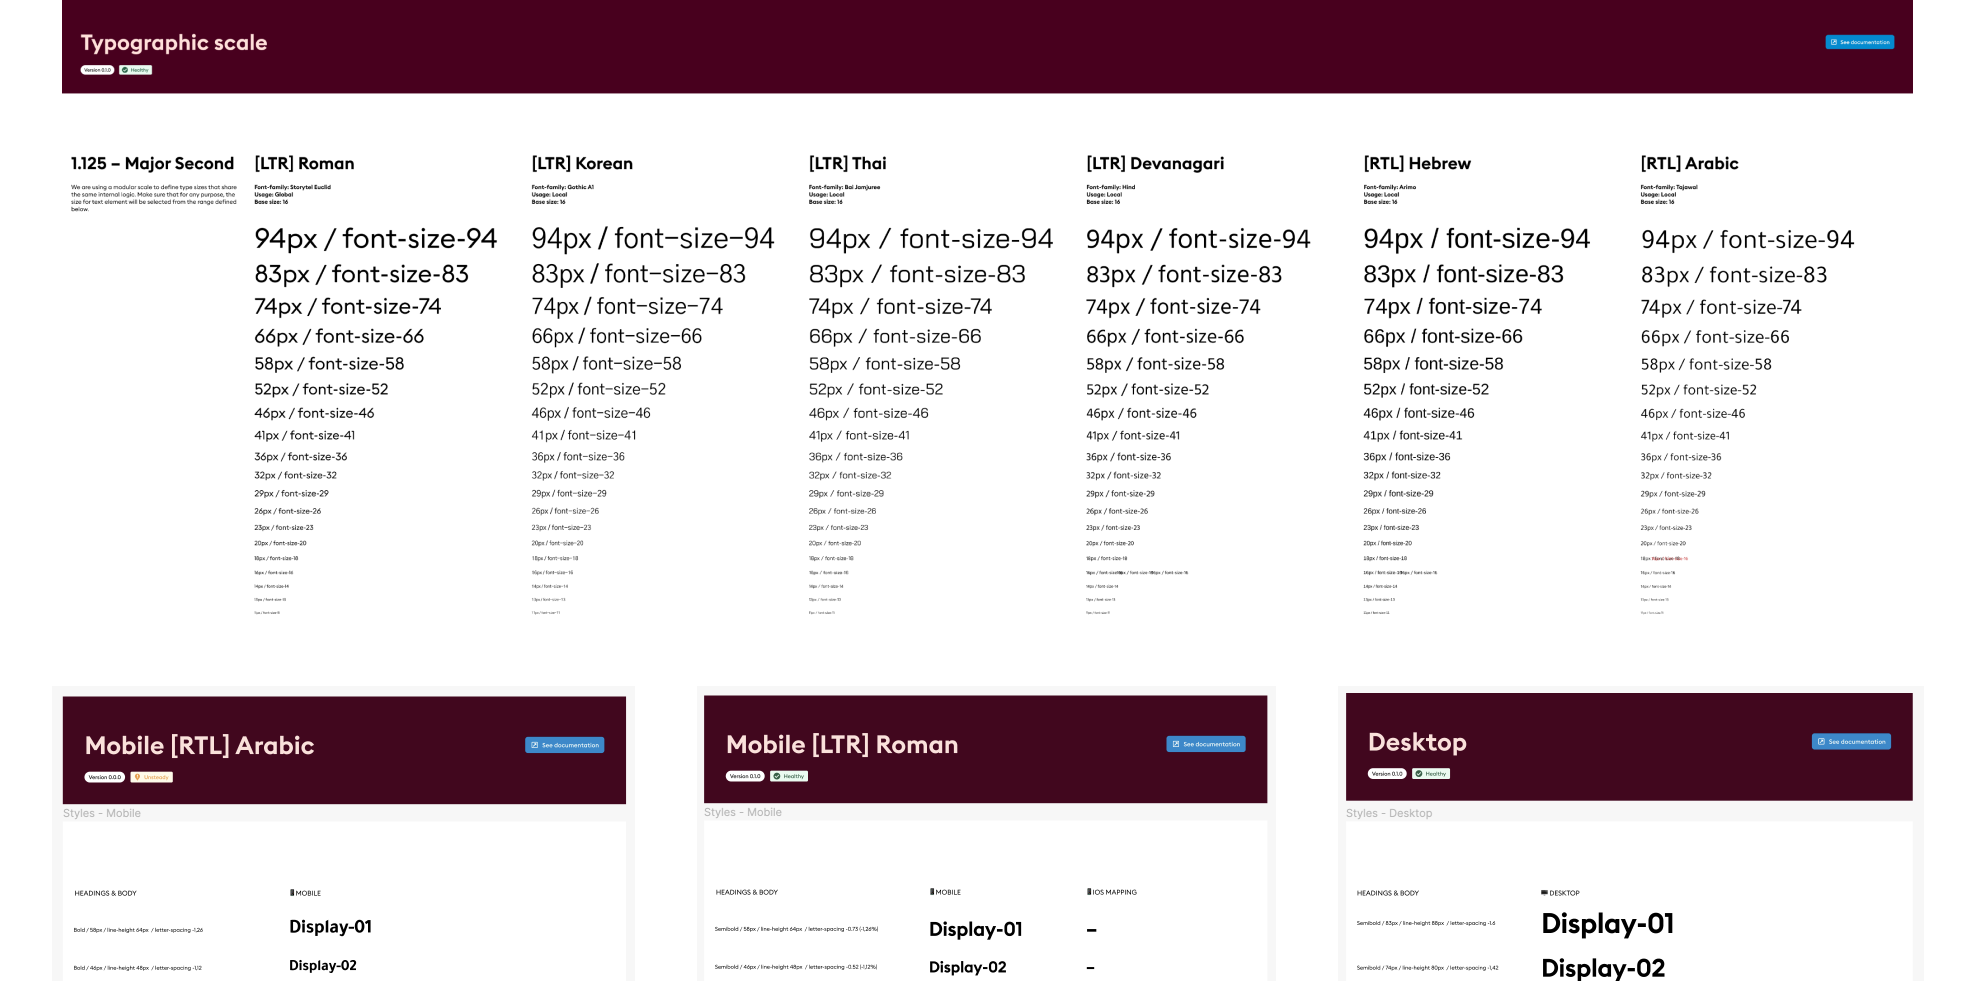 Typographic scale
See documentation
Version 0.1.0
Healthy
1.125 – Major Second
We are using a modular scale to define type sizes that share
the same internal logic. Make sure that for any purpose, the
size for text element will be selected from the range defined
below.
[LTR] Roman
Font-family: Storytel Euclid
Usage: Global
Base size: 16
94px / font-size-94
83px / font-size-83
74px / font-size-74
66px / font-size-66
58px / font-size-58
52px / font-size-52
46px / font-size-46
41px / font-size-41
36px / font-size-36
32px / font-size-32
29px / font-size-29
26px / font-size-26
23px / font-size-23
20px / font-size-20
18px / font-size-18
16px / font-size-16
14px / font-size-14
[LTR] Korean
Font-family: Gothic A1
Usage: Local
Base size: 16
94px / font-size-94
83px / font-size-83
74px / font-size-74
66px / font-size-66
58px / font-size-58
52px / font-size-52
46px / font-size-46
41px / font-size-41
36px / font-size-36
32px / font-size-32
29px / font-size-29
26px / font-size-26
23px / font-size-23
20px / font-size-20
18px / font-size-18
16px / font-size-16
14px / font-size-14
[LTR] Thai
Font-family: Bai Jamjuree
Usage: Local
Base size: 16
94px / font-size-94
83px / font-size-83
74px / font-size-74
66px / font-size-66
58px / font-size-58
52px / font-size-52
46px / font-size-46
41px / font-size-41
36px / font-size-36
32px / font-size-32
29px / font-size-29
26px / font-size-26
23px / font-size-23
20px / font-size-20
18px / font-size-18
16px / font-size-16
[LTR] Devanagari
Font-family: Hind
Usage: Local
Base size: 16
94px / font-size-94
83px / font-size-83
74px / font-size-74
66px / font-size-66
58px / font-size-58
52px / font-size-52
46px / font-size-46
41px / font-size-41
36px / font-size-36
32px / font-size-32
29px / font-size-29
26px / font-size-26
23px / font-size-23
20px / font-size-20
18px / font-size-18
14px / font-size-14
[RTL] Hebrew
Font-family: Arimo
Usage: Local
Base size: 16
94px / font-size-94
83px / font-size-83
74px / font-size-74
66px / font-size-66
58px / font-size-58
52px / font-size-52
46px / font-size-46
41px / font-size-41
36px / font-size-36
32px / font-size-32
29px / font-size-29
26px / font-size-26
23px / font-size-23
20px / font-size-20
18px / font-size-18
14px / font-size-14
[RTL] Arabic
Font-family: Tajawal
Usage: Local
Base size: 16
94px / font-size-94
83px / font-size-83
74px / font-size-74
66px / font-size-66
58px / font-size-58
52px / font-size-52
46px / font-size-46
41px / font-size-41
36px / font-size-36
32px / font-size-32
29px / font-size-29
26px / font-size-26
23px / font-size-23
20px / font-size-20
16px / font-size-16
Mobile [RTL] Arabic
See documentation
Version 0.0.0
Unready
Styles - Mobile
HEADINGS & BODY
MOBILE
Bold / 58px / line-height 64px / letter-spacing -1,26
Display-01
Bold / 46px / line-height 48px / letter-spacing -1,12
Display-02
Mobile [LTR] Roman
See documentation
Version 0.1.0
Healthy
Styles - Mobile
HEADINGS & BODY
MOBILE
IOS MAPPING
Semibold / 58px / line-height 64px / letter-spacing -0.73 (-1,26%)
Display-01
–
Semibold / 46px / line-height 48px / letter-spacing -0.52 (-1,12%)
Display-02
–
Desktop
See documentation
Version 0.1.0
Healthy
Styles - Desktop
HEADINGS & BODY
DESKTOP
Semibold / 83px / line-height 88px / letter-spacing -1.6
Display-01
Semibold / 74px / line-height 80px / letter-spacing -1,42
Display-02